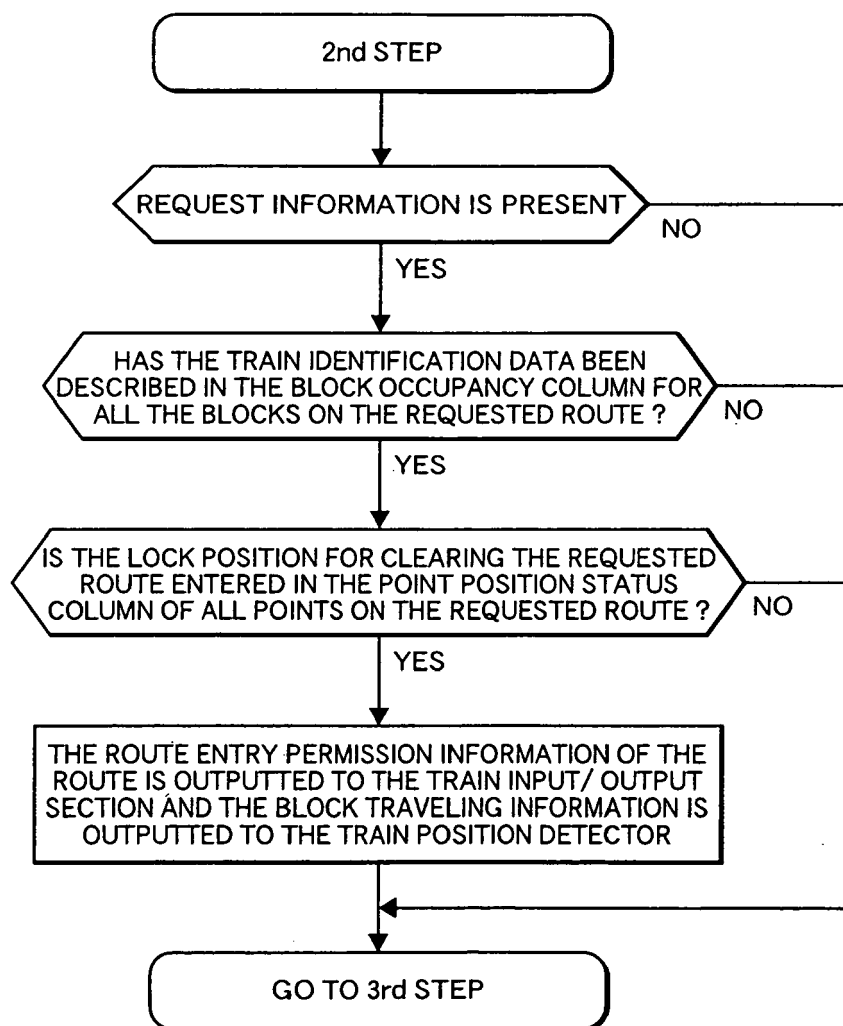 2nd STEP
REQUEST INFORMATION IS PRESENT
NO
YES
HAS THE TRAIN IDENTIFICATION DATA BEEN
DESCRIBED IN THE BLOCK OCCUPANCY COLUMN FOR
ALL THE BLOCKS ON THE REQUESTED ROUTE ?
NO
YES
IS THE LOCK POSITION FOR CLEARING THE REQUESTED
ROUTE ENTERED IN THE POINT POSITION STATUS
COLUMN OF ALL POINTS ON THE REQUESTED ROUTE ?
NO
YES
THE ROUTE ENTRY PERMISSION INFORMATION OF THE
ROUTE IS OUTPUTTED TO THE TRAIN INPUT/ OUTPUT
SECTION AND THE BLOCK TRAVELING INFORMATION IS
OUTPUTTED TO THE TRAIN POSITION DETECTOR
GO TO 3rd STEP